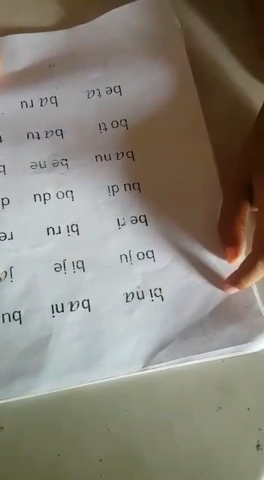 bi na ba ni bu
bo ju bi je
be ri bi ru re
bu di bo du d
ba nu be ne b
bo ti ba tu
be ta ba ru